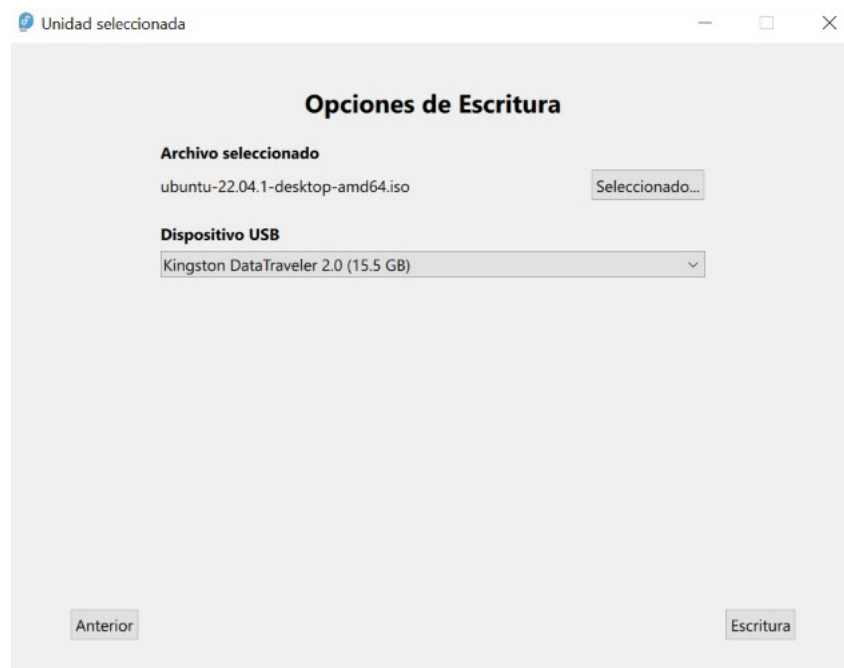 Unidad seleccionada
Opciones de Escritura
Archivo seleccionado
ubuntu-22.04.1-desktop-amd64.iso
Seleccionado...
Dispositivo USB
Kingston DataTraveler 2.0 (15.5 GB)
Anterior
Escritura